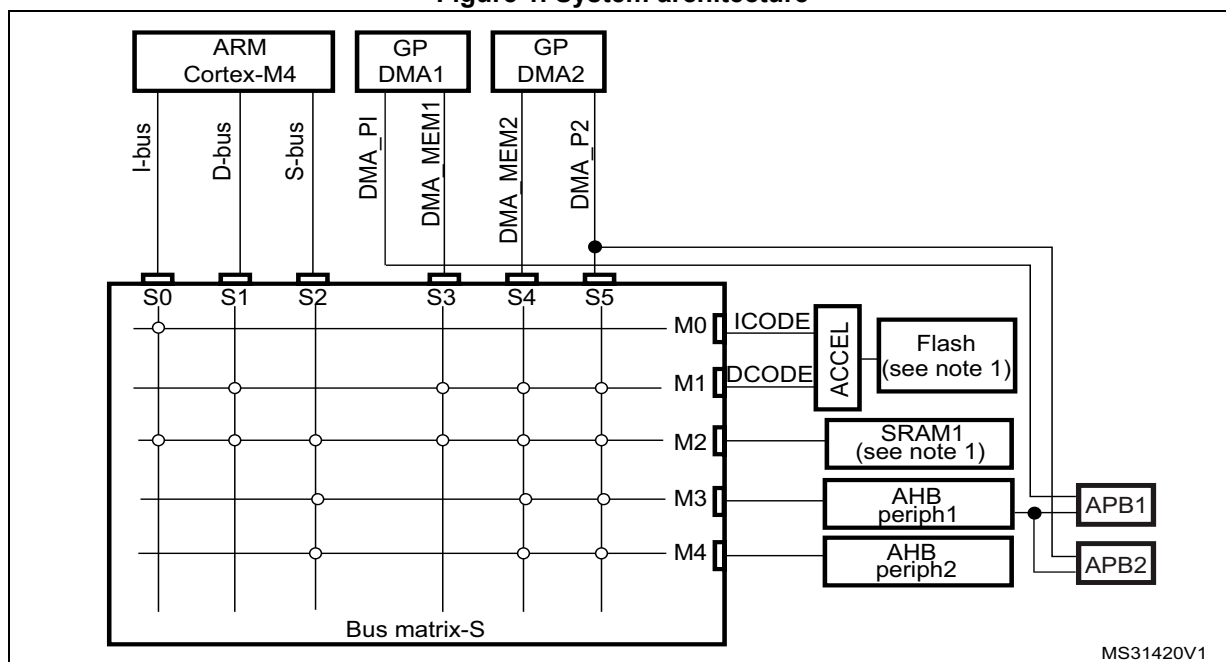 Figure 1. System architecture
ARM
Cortex-M4
GP
DMA1
GP
DMA2
I-bus
D-bus
S-bus
DMA_PI
DMA_MEM1
DMA_MEM2
DMA_P2
S0
S1
S2
S3
S4
S5
M0
ICODE
M1
DCODE
ACCEL
Flash
(see note 1)
M2
SRAM1
(see note 1)
M3
AHB
periph1
APB1
M4
AHB
periph2
APB2
Bus matrix-S
MS31420V1